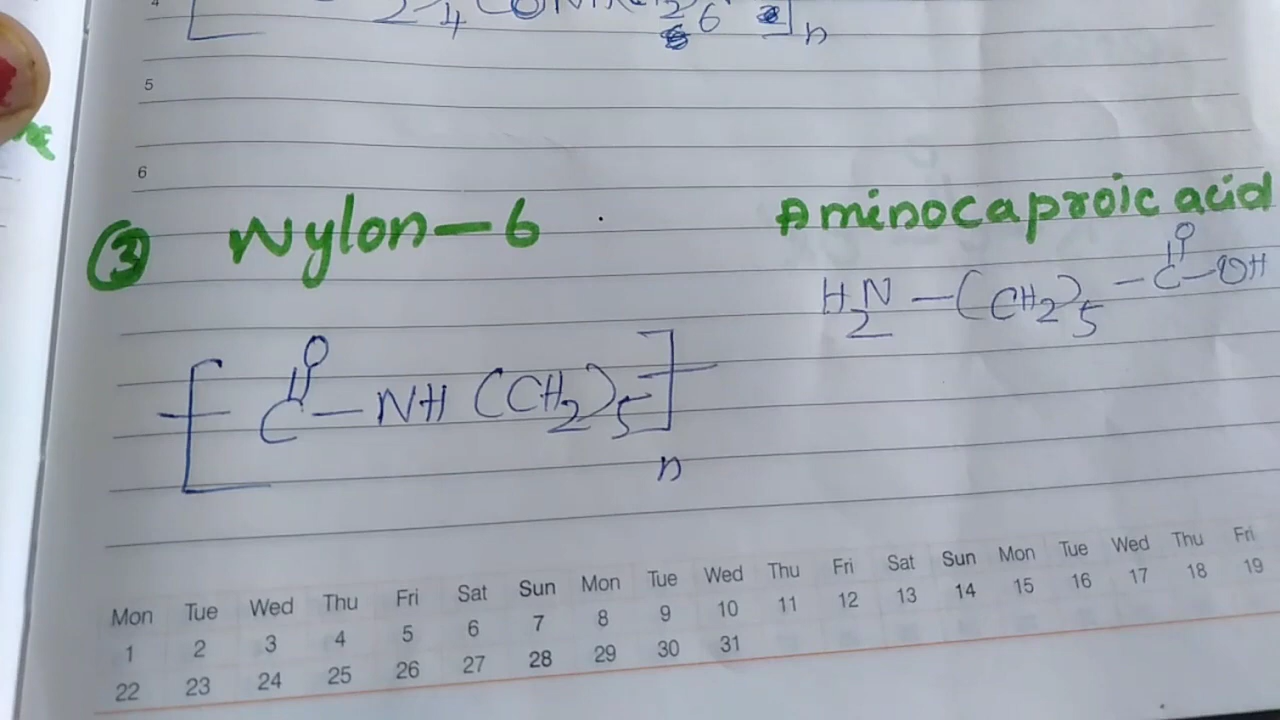 4
5
6
③ Nylon-6 Aminocaproic acid
H2N-(CH2)5-C-OH
O
O
[C-NH(CH2)5]n
Mon Tue Wed Thu Fri Sat Sun Mon Tue Wed Thu Fri Sat Sun Mon Tue Wed Thu Fri
1 2 3 4 5 6 7 8 9 10 11 12 13 14 15 16 17 18 19
22 23 24 25 26 27 28 29 30 31